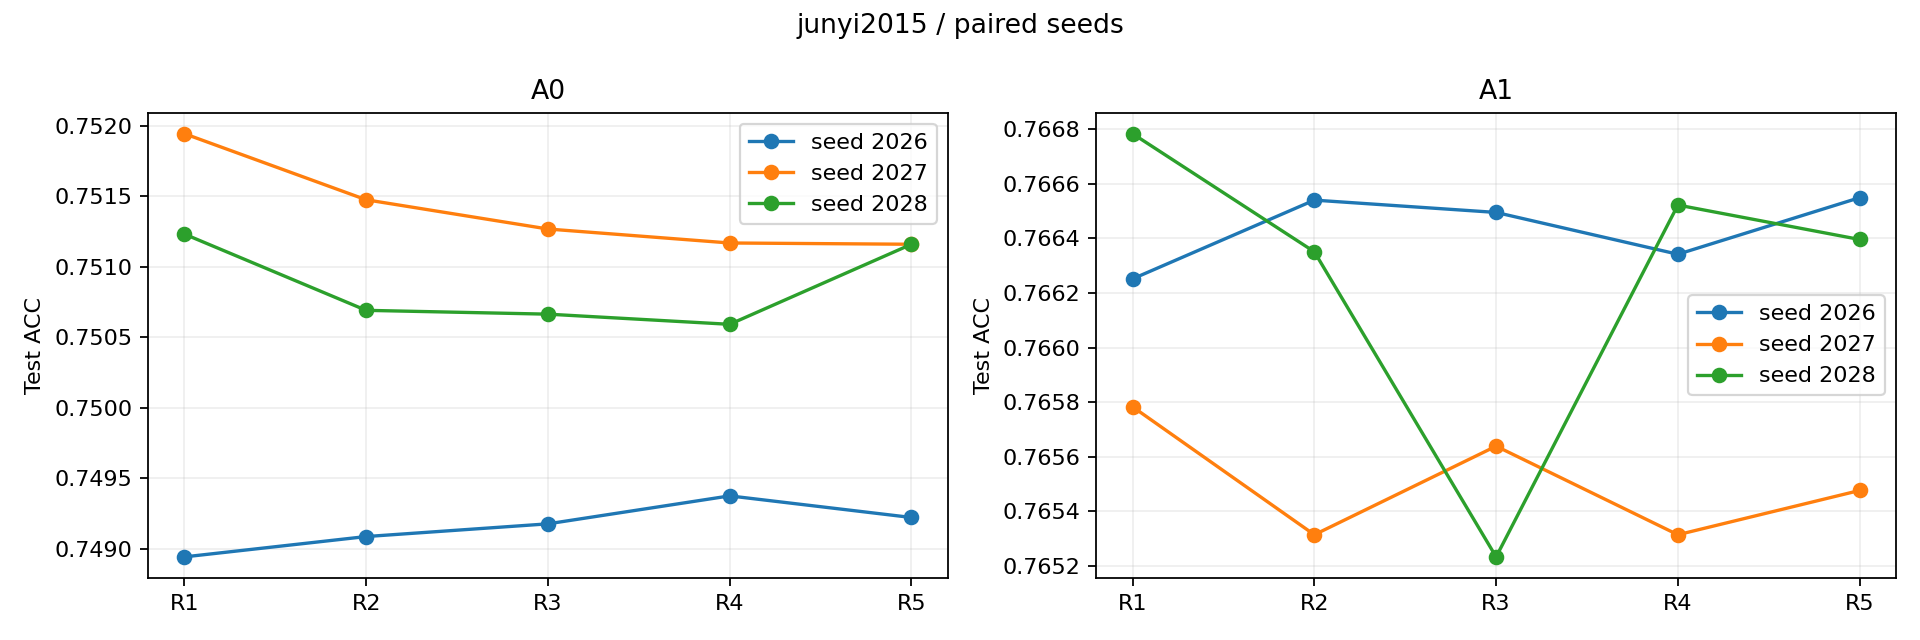 junyi2015 / paired seeds
A0
Test ACC
0.7520
0.7515
0.7510
0.7505
0.7500
0.7495
0.7490
R1 R2 R3 R4 R5
seed 2026
seed 2027
seed 2028
A1
Test ACC
0.7668
0.7666
0.7664
0.7662
0.7660
0.7658
0.7656
0.7654
0.7652
R1 R2 R3 R4 R5
seed 2026
seed 2027
seed 2028